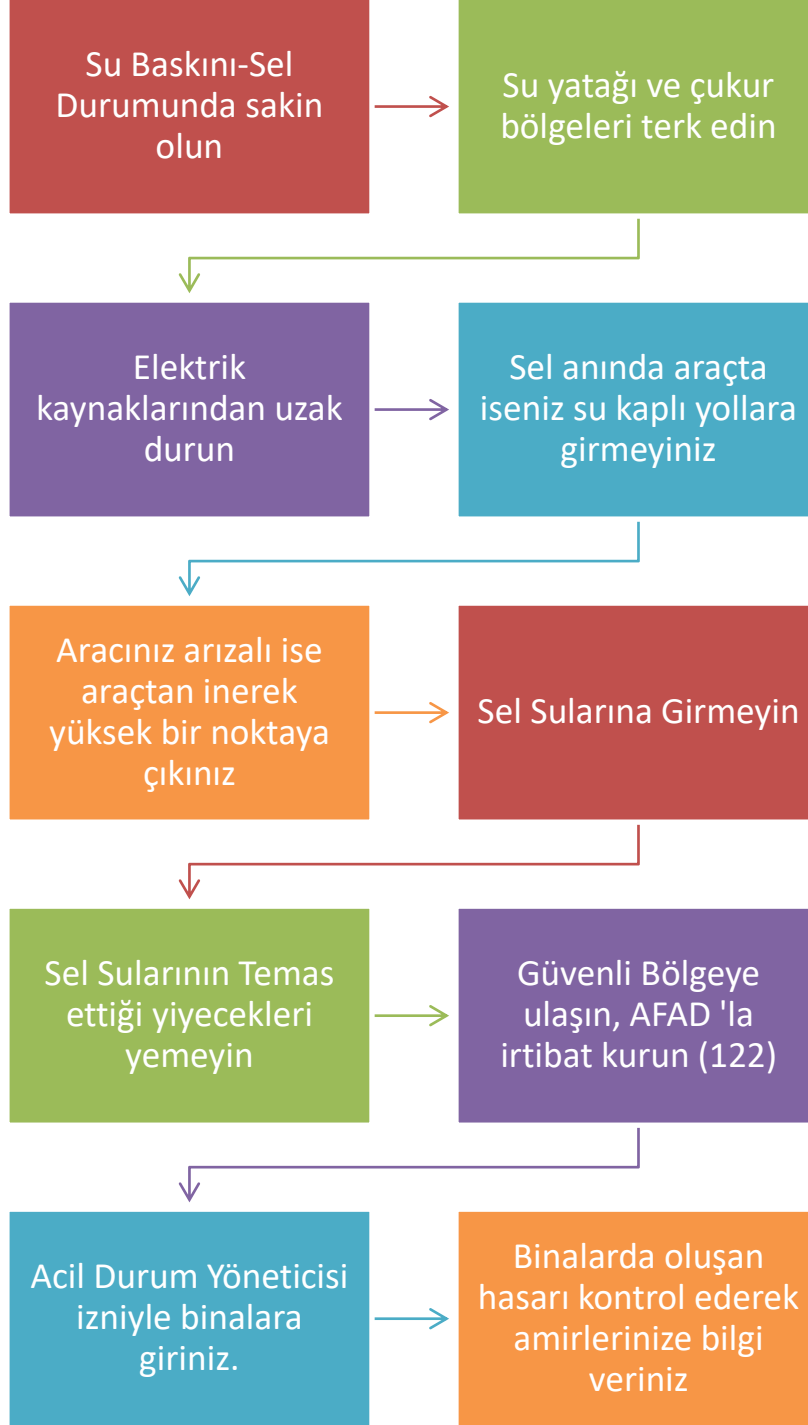 Su Baskını-Sel
Durumunda sakin
olun
Su yatağı ve çukur
bölgeleri terk edin
Elektrik
kaynaklarından uzak
durun
Sel anında araçta
iseniz su kaplı yollara
girmeyiniz
Aracınız arızalı ise
araçtan inerek
yüksek bir noktaya
çıkınız
Sel Sularına Girmeyin
Sel Sularının Temas
ettiği yiyecekleri
yemeyin
Güvenli Bölgeye
ulaşın, AFAD 'la
irtibat kurun (122)
Acil Durum Yöneticisi
izniyle binalara
giriniz.
Binalarda oluşan
hasarı kontrol ederek
amirlerinize bilgi
veriniz